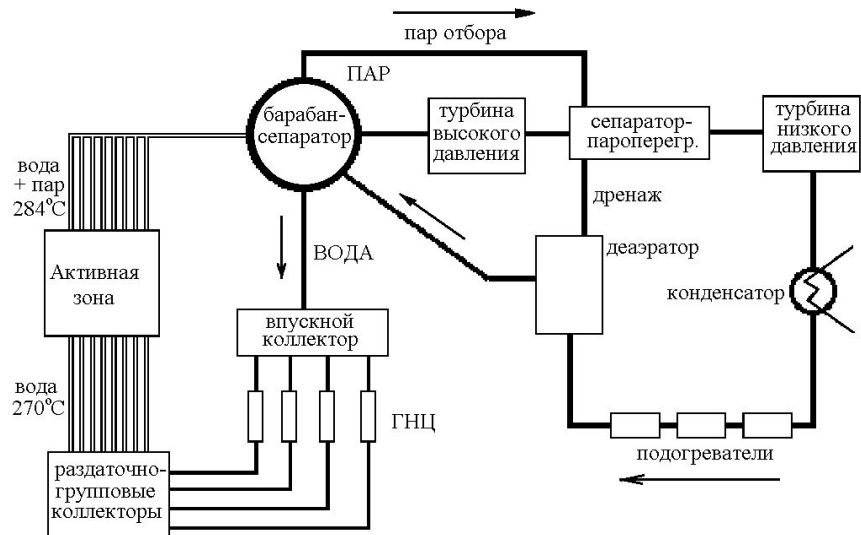 пар отбора
ПАР
барабан-
сепаратор
турбина
высокого
давления
сепаратор-
пароперегр.
турбина
низкого
давления
вода
+ пар
284°C
дренаж
ВОДА
деаэратор
Активная
зона
конденсатор
впускной
коллектор
вода
270°C
ГНЦ
подогреватели
раздаточно-
групповые
коллекторы